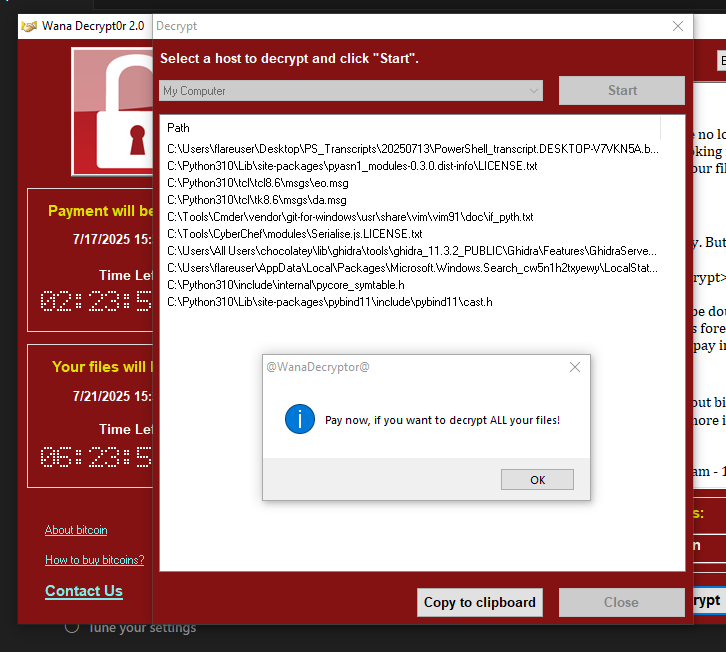 Wana Decrypt0r 2.0
Decrypt
Select a host to decrypt and click "Start".
My Computer
Start
Path
C:\Users\flareuser\Desktop\PS_Transcripts\20250713\PowerShell_transcript.DESKTOP-V7VKN5A.b...
C:\Python310\Lib\site-packages\pyasn1_modules-0.3.0.dist-info\LICENSE.txt
C:\Python310\tcl\tcl8.6\msgs\eo.msg
C:\Python310\tcl\tk8.6\msgs\da.msg
C:\Tools\Cmder\vendor\git-for-windows\usr\share\vim\vim91\doc\if_pyth.txt
C:\Tools\CyberChef\modules\Serialise.js.LICENSE.txt
C:\Users\All Users\chocolatey\lib\ghidra\tools\ghidra_11.3.2_PUBLIC\Ghidra\Features\GhidraServe...
C:\Users\flareuser\AppData\Local\Packages\Microsoft.Windows.Search_cw5n1h2txyewy\LocalStat...
C:\Python310\include\internal\pycore_symtable.h
C:\Python310\Lib\site-packages\pybind11\include\pybind11\cast.h
Payment will be
7/17/2025 15:
Time Lef
02:23:5
Your files will
7/21/2025 15:
Time Lef
06:23:5
@WanaDecryptor@
Pay now, if you want to decrypt ALL your files!
OK
About bitcoin
How to buy bitcoins?
Contact Us
Copy to clipboard
Close
e no lo
oking
our fil
y. But
rypt>
be dou
s fore
pay in
out bi
more i
am - 1
s:
n
rypt
Tune your settings